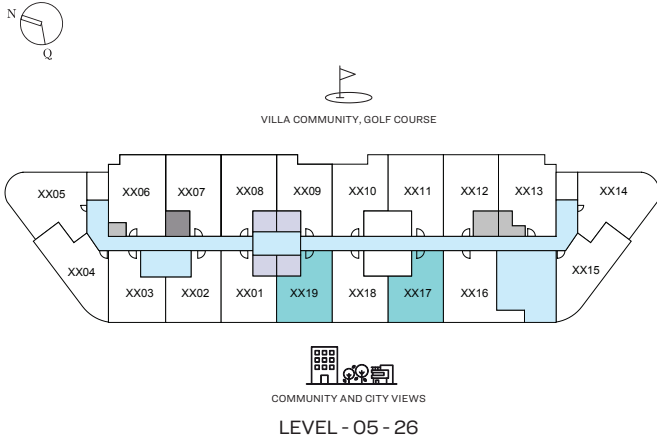 N
Q
VILLA COMMUNITY, GOLF COURSE
XX05
XX06
XX07
XX08
XX09
XX10
XX11
XX12
XX13
XX14
XX04
XX03
XX02
XX01
XX19
XX18
XX17
XX16
XX15
COMMUNITY AND CITY VIEWS
LEVEL - 05 - 26